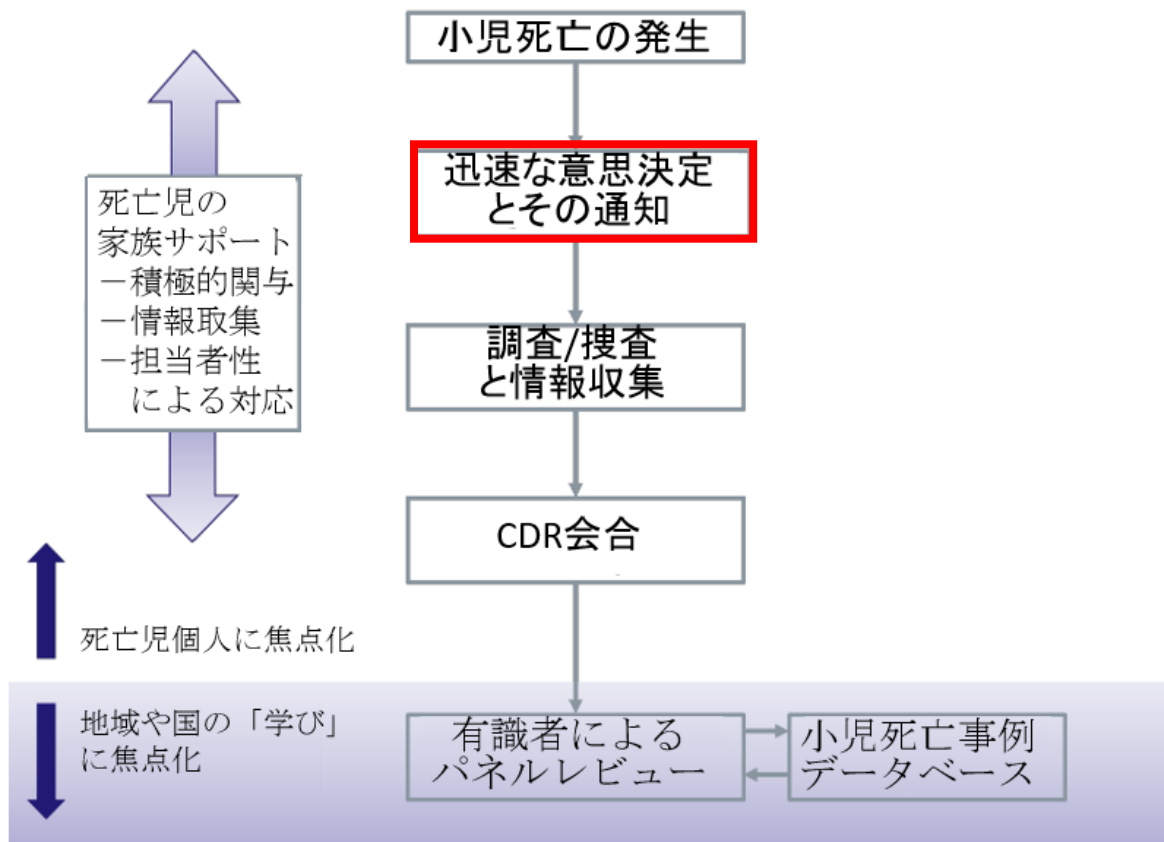 小児死亡の発生
迅速な意思決定
とその通知
死亡児の
家族サポート
－積極的関与
－情報取集
－担当者性
による対応
調査/捜査
と情報収集
CDR会合
死亡児個人に焦点化
地域や国の「学び」
に焦点化
有識者による
パネルレビュー
小児死亡事例
データベース